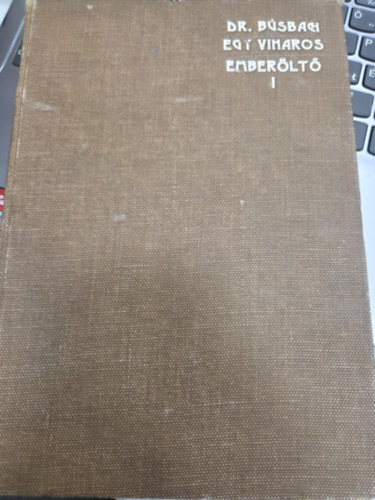 DR. BÚSBACH
EGY VIHAROS
EMBERÖLTŐ
I